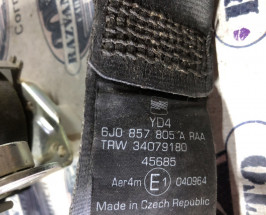 YD4
6J0 857 805 A RAA
TRW 34079180
45685
Aer4m E1 040964
Made in Czech Republic